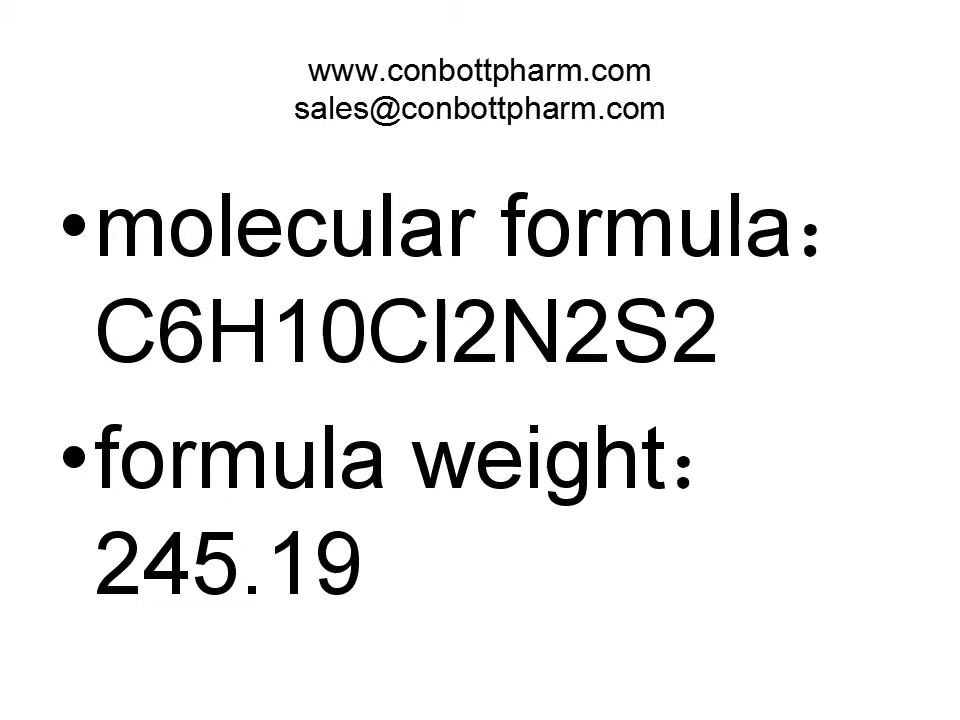 www.conbottpharm.com
sales@conbottpharm.com
•molecular formula：
C6H10Cl2N2S2
•formula weight：
245.19